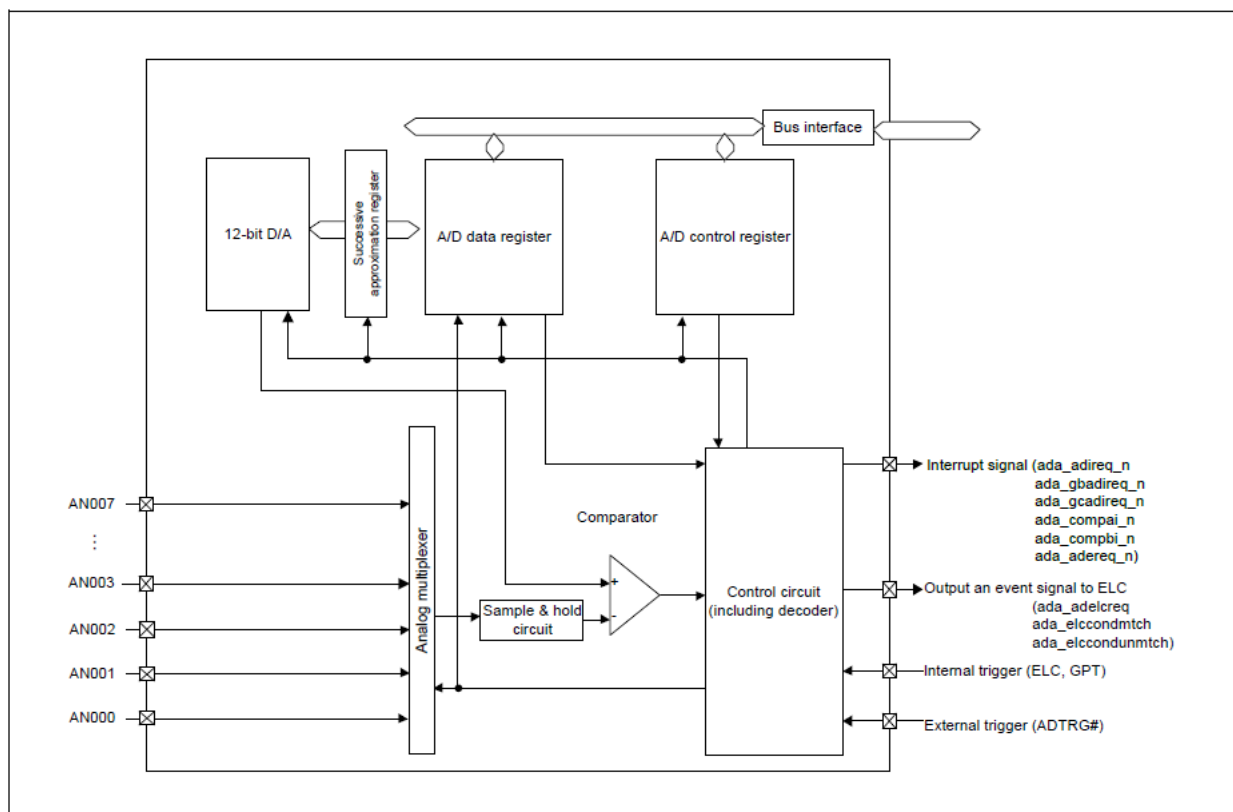 Bus interface
12-bit D/A
Successive
approximation register
A/D data register
A/D control register
AN007
⋮
AN003
AN002
AN001
AN000
Analog multiplexer
Sample & hold
circuit
Comparator
+
-
Control circuit
(including decoder)
Interrupt signal (ada_adireq_n
ada_gbadireq_n
ada_gcadireq_n
ada_compai_n
ada_compbi_n
ada_adereq_n)
Output an event signal to ELC
(ada_adelcreq
ada_elccondmtch
ada_elccondunmtch)
Internal trigger (ELC, GPT)
External trigger (ADTRG#)